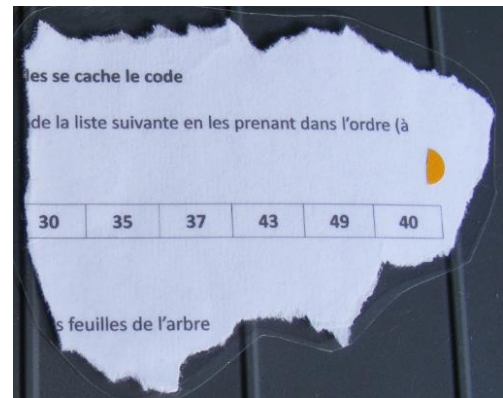 les se cache le code
de la liste suivante en les prenant dans l'ordre (à
30 35 37 43 49 40
s feuilles de l'arbre